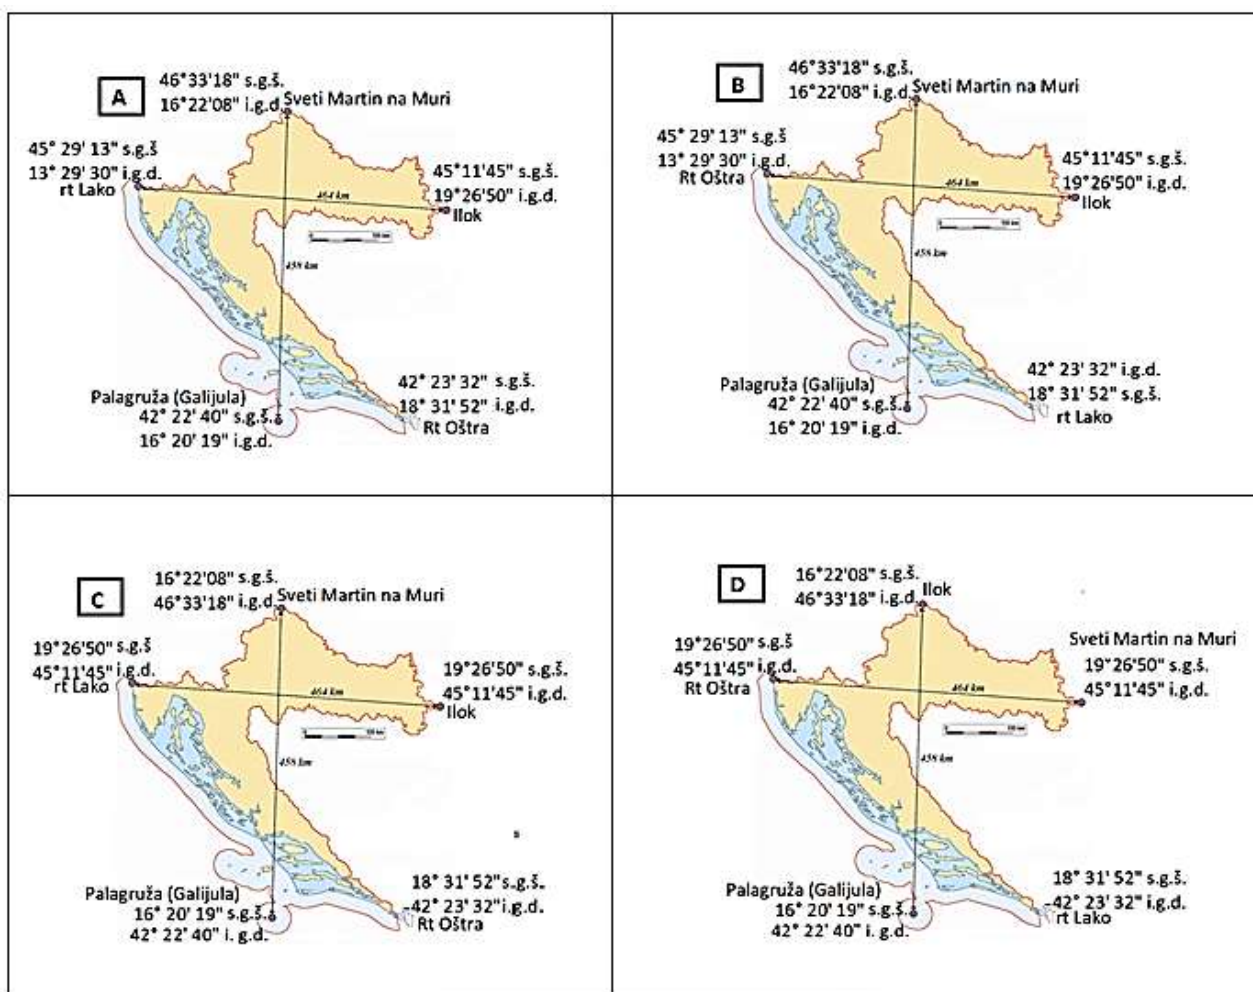 A
46°33'18" s.g.š.
16°22'08" i.g.d.
Sveti Martin na Muri
45° 29' 13" s.g.š
13° 29' 30" i.g.d.
rt Lako
45°11'45" s.g.š.
19°26'50" i.g.d.
Ilok
464 km
458 km
Palagruža (Galijula)
42° 22' 40" s.g.š.
16° 20' 19" i.g.d.
42° 23' 32" s.g.š.
18° 31' 52" i.g.d.
Rt Oštra
B
46°33'18" s.g.š.
16°22'08" i.g.d.
Sveti Martin na Muri
45° 29' 13" s.g.š
13° 29' 30" i.g.d.
Rt Oštra
45°11'45" s.g.š.
19°26'50" i.g.d.
Ilok
464 km
458 km
Palagruža (Galijula)
42° 22' 40" s.g.š.
16° 20' 19" i.g.d.
42° 23' 32" i.g.d.
18° 31' 52" s.g.š.
rt Lako
C
16°22'08" s.g.š.
46°33'18" i.g.d.
Sveti Martin na Muri
19°26'50" s.g.š
45°11'45" i.g.d.
rt Lako
19°26'50" s.g.š.
45°11'45" i.g.d.
Ilok
464 km
458 km
s
Palagruža (Galijula)
16° 20' 19" s.g.š.
42° 22' 40" i. g.d.
18° 31' 52" s.g.š.
42° 23' 32" i.g.d.
Rt Oštra
D
16°22'08" s.g.š.
46°33'18" i.g.d.
Ilok
19°26'50" s.g.š
45°11'45" i.g.d.
Rt Oštra
Sveti Martin na Muri
19°26'50" s.g.š.
45°11'45" i.g.d.
464 km
458 km
Palagruža (Galijula)
16° 20' 19" s.g.š.
42° 22' 40" i. g.d.
18° 31' 52" s.g.š.
42° 23' 32" i.g.d.
rt Lako